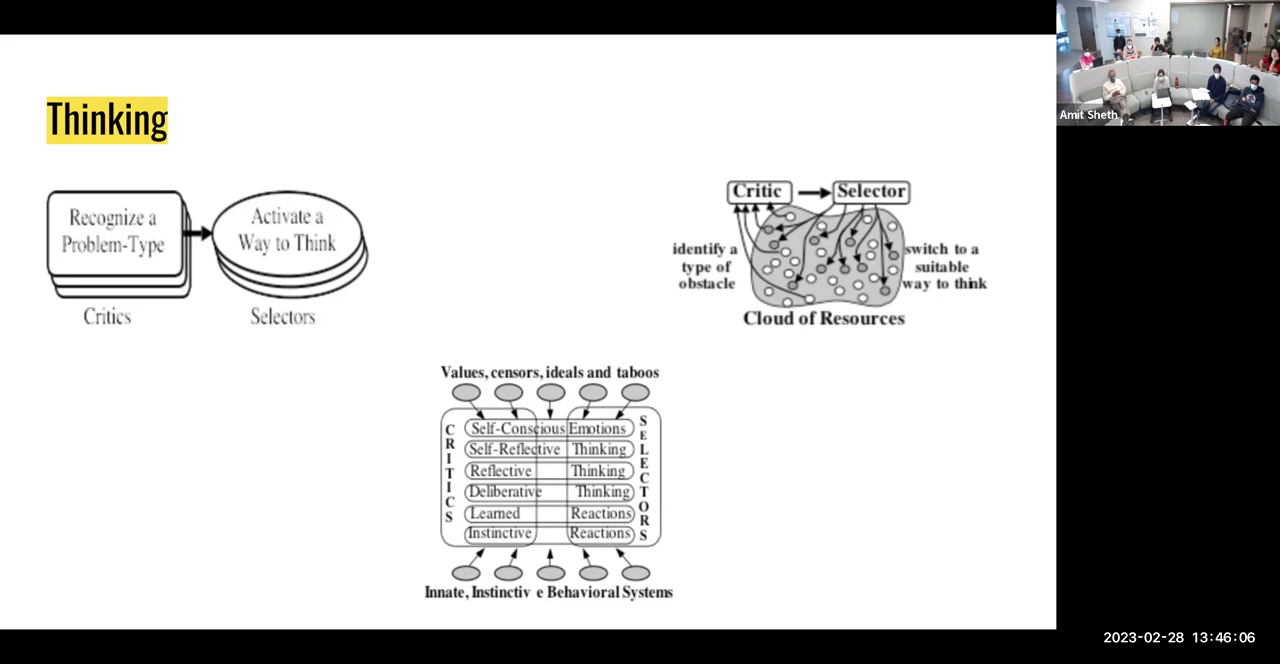 Thinking
Recognize a
Problem-Type
Activate a
Way to Think
Critics
Selectors
Critic
Selector
identify a
type of
obstacle
switch to a
suitable
way to think
Cloud of Resources
Values, censors, ideals and taboos
CRITICS
Self-Conscious Emotions
Self-Reflective Thinking
Reflective Thinking
Deliberative Thinking
Learned Reactions
Instinctive Reactions
SELECTORS
Innate, Instinctiv e Behavioral Systems
Amit Sheth
2023-02-28 13:46:06